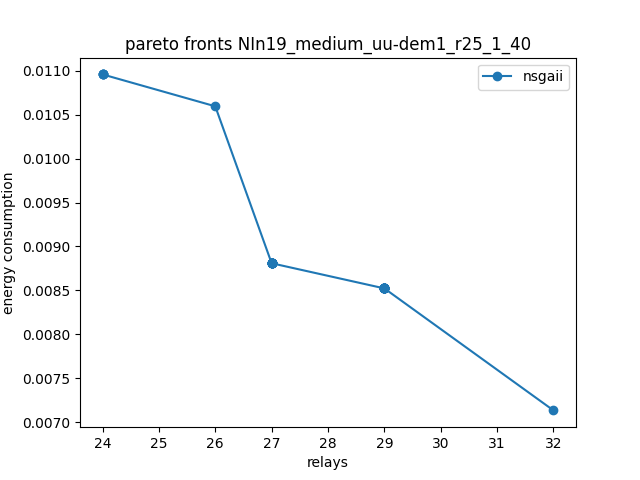 pareto fronts NIn19_medium_uu-dem1_r25_1_40
nsgaii
energy consumption
0.0110
0.0105
0.0100
0.0095
0.0090
0.0085
0.0080
0.0075
0.0070
24 25 26 27 28 29 30 31 32
relays